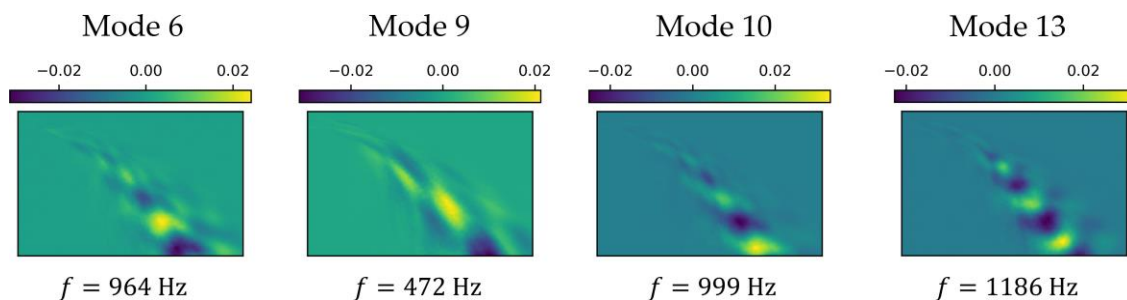 Mode 6 Mode 9 Mode 10 Mode 13
−0.02 0.00 0.02 −0.02 0.00 −0.02 0.00 0.02 −0.02 0.00 0.02
f = 964 Hz f = 472 Hz f = 999 Hz f = 1186 Hz